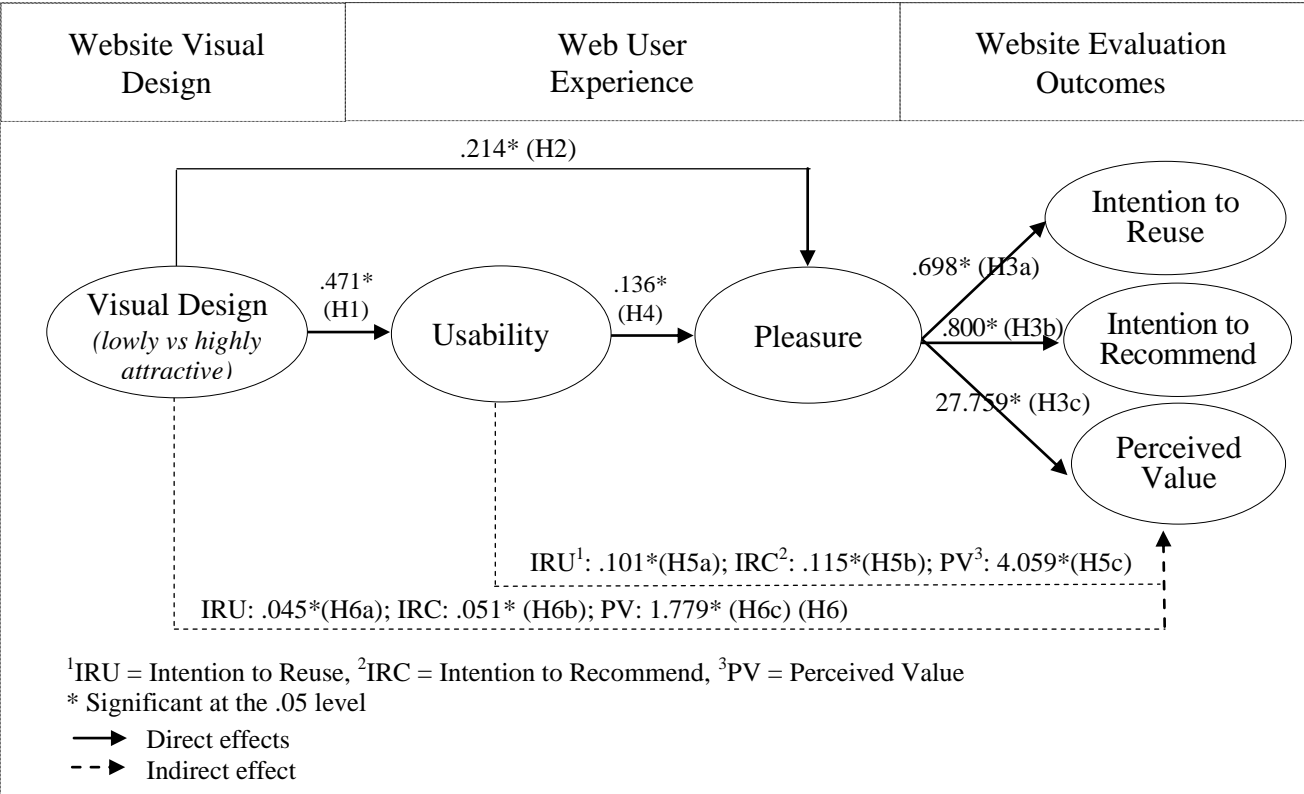 Website Visual
Design
Web User
Experience
Website Evaluation
Outcomes
.214* (H2)
Intention to
Reuse
.698* (H3a)
Visual Design
(lowly vs highly
attractive)
.471*
(H1)
Usability
.136*
(H4)
Pleasure
.800* (H3b)
Intention to
Recommend
27.759* (H3c)
Perceived
Value
IRU¹: .101*(H5a); IRC²: .115*(H5b); PV³: 4.059*(H5c)
IRU: .045*(H6a); IRC: .051* (H6b); PV: 1.779* (H6c) (H6)
¹IRU = Intention to Reuse, ²IRC = Intention to Recommend, ³PV = Perceived Value
* Significant at the .05 level
Direct effects
Indirect effect